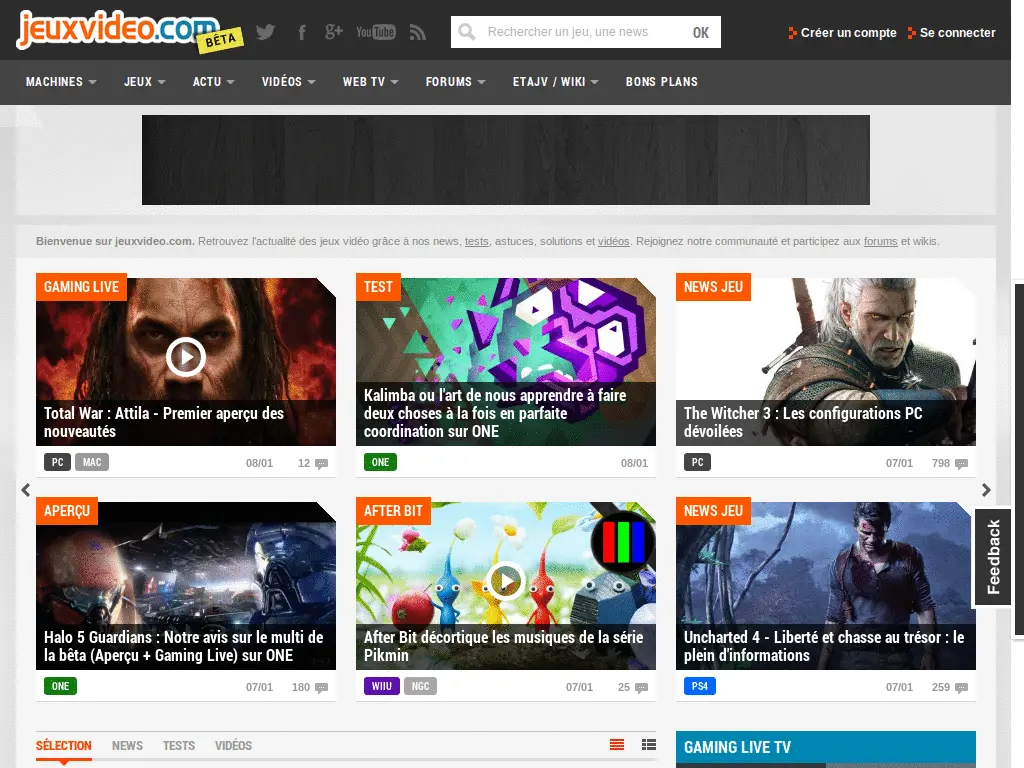 jeuxvideo.com
BÊTA
You Tube
Rechercher un jeu, une news
OK
Créer un compte
Se connecter
MACHINES
JEUX
ACTU
VIDÉOS
WEB TV
FORUMS
ETAJV / WIKI
BONS PLANS
Bienvenue sur jeuxvideo.com. Retrouvez l'actualité des jeux vidéo grâce à nos news, tests, astuces, solutions et vidéos. Rejoignez notre communauté et participez aux forums et wikis.
GAMING LIVE
Total War : Attila - Premier aperçu des
nouveautés
PC MAC 08/01 12
TEST
Kalimba ou l'art de nous apprendre à faire
deux choses à la fois en parfaite
coordination sur ONE
ONE 08/01
NEWS JEU
The Witcher 3 : Les configurations PC
dévoilées
PC 07/01 798
APERÇU
Halo 5 Guardians : Notre avis sur le multi de
la bêta (Aperçu + Gaming Live) sur ONE
ONE 07/01 180
AFTER BIT
After Bit décortique les musiques de la série
Pikmin
WIIU NGC 07/01 25
NEWS JEU
Uncharted 4 - Liberté et chasse au trésor : le
plein d'informations
PS4 07/01 259
Feedback
SÉLECTION
NEWS
TESTS
VIDÉOS
GAMING LIVE TV